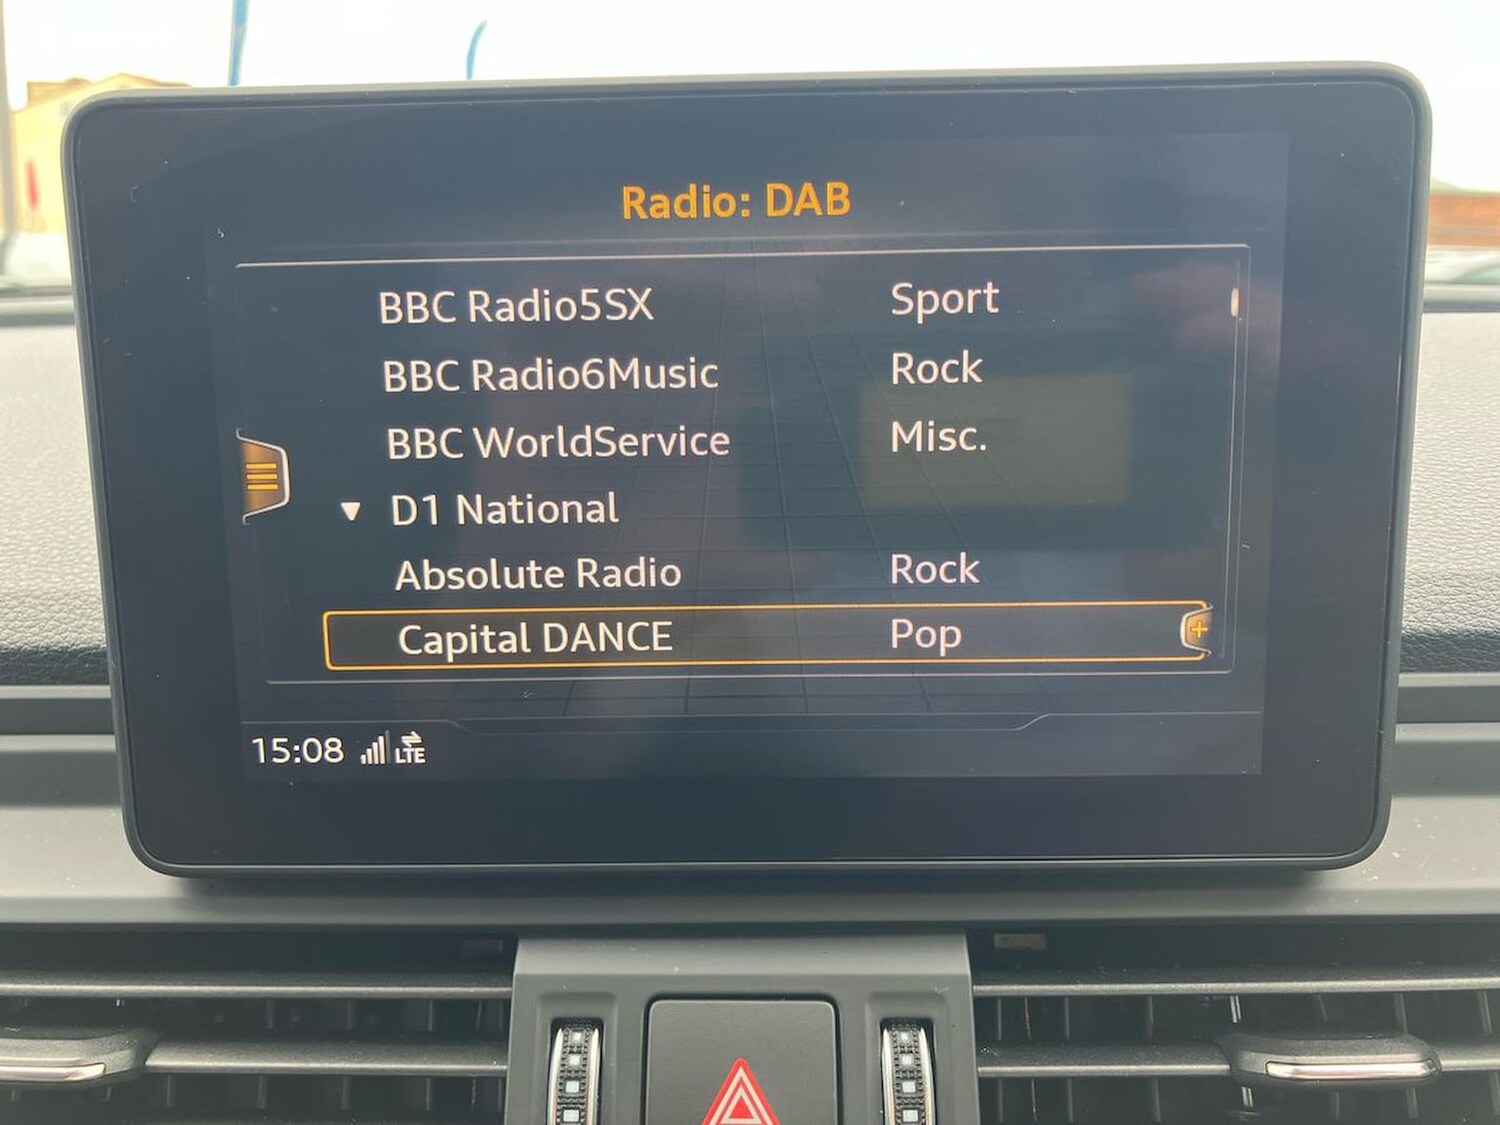 Radio: DAB
BBC Radio5SX Sport
BBC Radio6Music Rock
BBC WorldService Misc.
D1 National
Absolute Radio Rock
Capital DANCE Pop
15:08 LTE